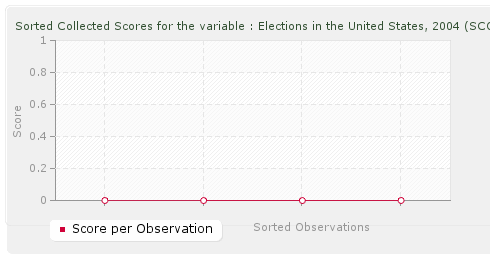 Sorted Collected Scores for the variable : Elections in the United States, 2004 (SCO
1
0.8
0.6
0.4
0.2
0
Score
Sorted Observations
Score per Observation